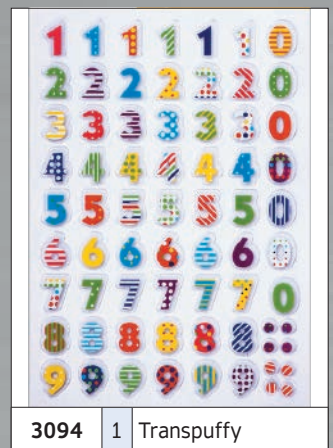 1 1 1 1 1 1 0
2 2 2 2 2 2 0
3 3 3 3 3 3 0
4 4 4 4 4 4 0
5 5 5 5 5 5 0
6 6 6 6 6 6 0
7 7 7 7 7 7 0
8 8 8 8 8 8
9 9 9 9 9 9
3094 1 Transpuffy